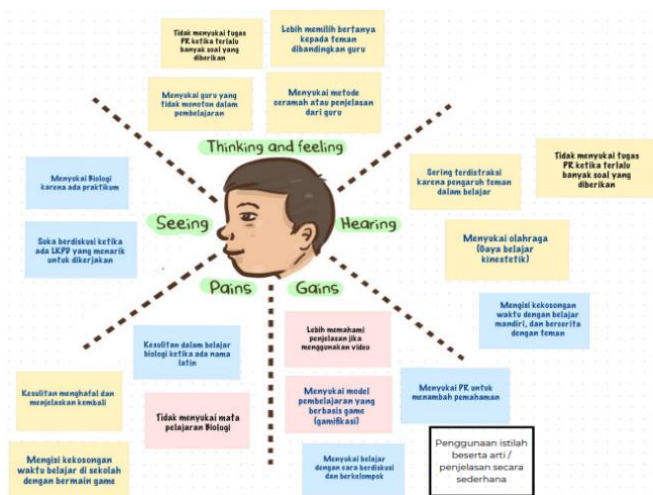 Tidak menyukai tugas
PR ketika terlalu
banyak soal yang
diberikan
Lebih memilih bertanya
kepada teman
dibandingkan guru
Menyukai guru yang
tidak monoton dalam
pembelajaran
Menyukai metode
ceramah atau penjelasan
dari guru
Thinking and feeling
Menyukai Biologi
karena ada praktikum
Suka berdiskusi ketika
ada LKPD yang menarik
untuk dikerjakan
Seeing
Hearing
Sering terdistraksi
karena pengaruh teman
dalam belajar
Tidak menyukai tugas
PR ketika terlalu
banyak soal yang
diberikan
Menyukai olahraga
(Gaya belajar
kinestetik)
Mengisi kekosongan
waktu dengan belajar
mandiri, dan berserita
dengan teman
Pains
Gains
Kesulitan dalam belajar
biologi ketika ada nama
latin
Kesulitan menghafal dan
menjelaskan kembali
Tidak menyukai mata
pelajaran Biologi
Mengisi kekosongan
waktu belajar di sekolah
dengan bermain game
Lebih memahami
penjelasan jika
menggunakan video
Menyukai model
pembelajaran yang
berbasis game
(gamifikasi)
Menyukai belajar
dengan cara berdiskusi
dan berkelompok
Menyukai PR untuk
menambah pemahaman
Penggunaan istilah
beserta arti /
penjelasan secara
sederhana